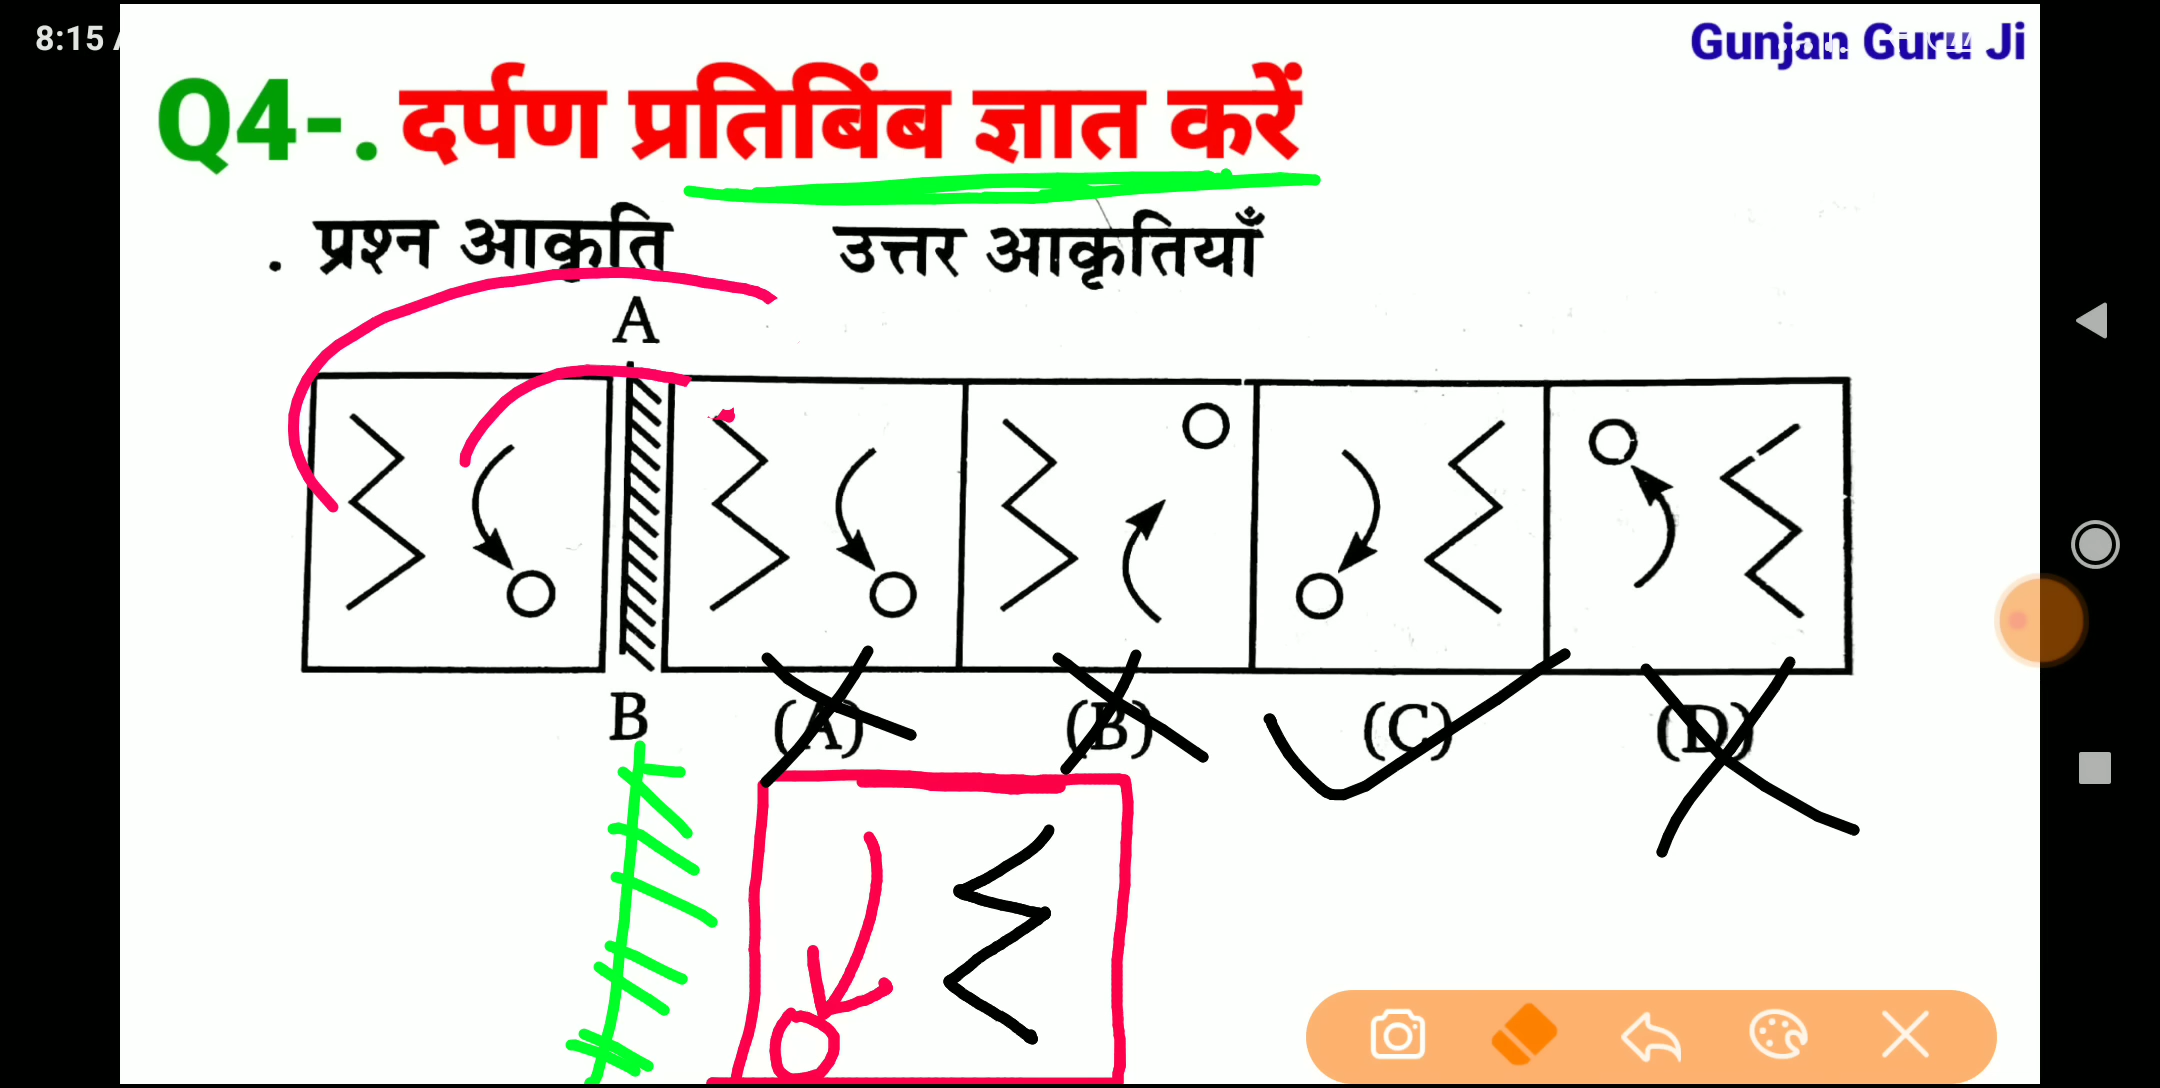 8:15
Gunjan Guru Ji
Q4-. दर्पण प्रतिबिंब ज्ञात करें
. प्रश्न आकृति उत्तर आकृतियाँ
A
B (A) (B) (C) (D)